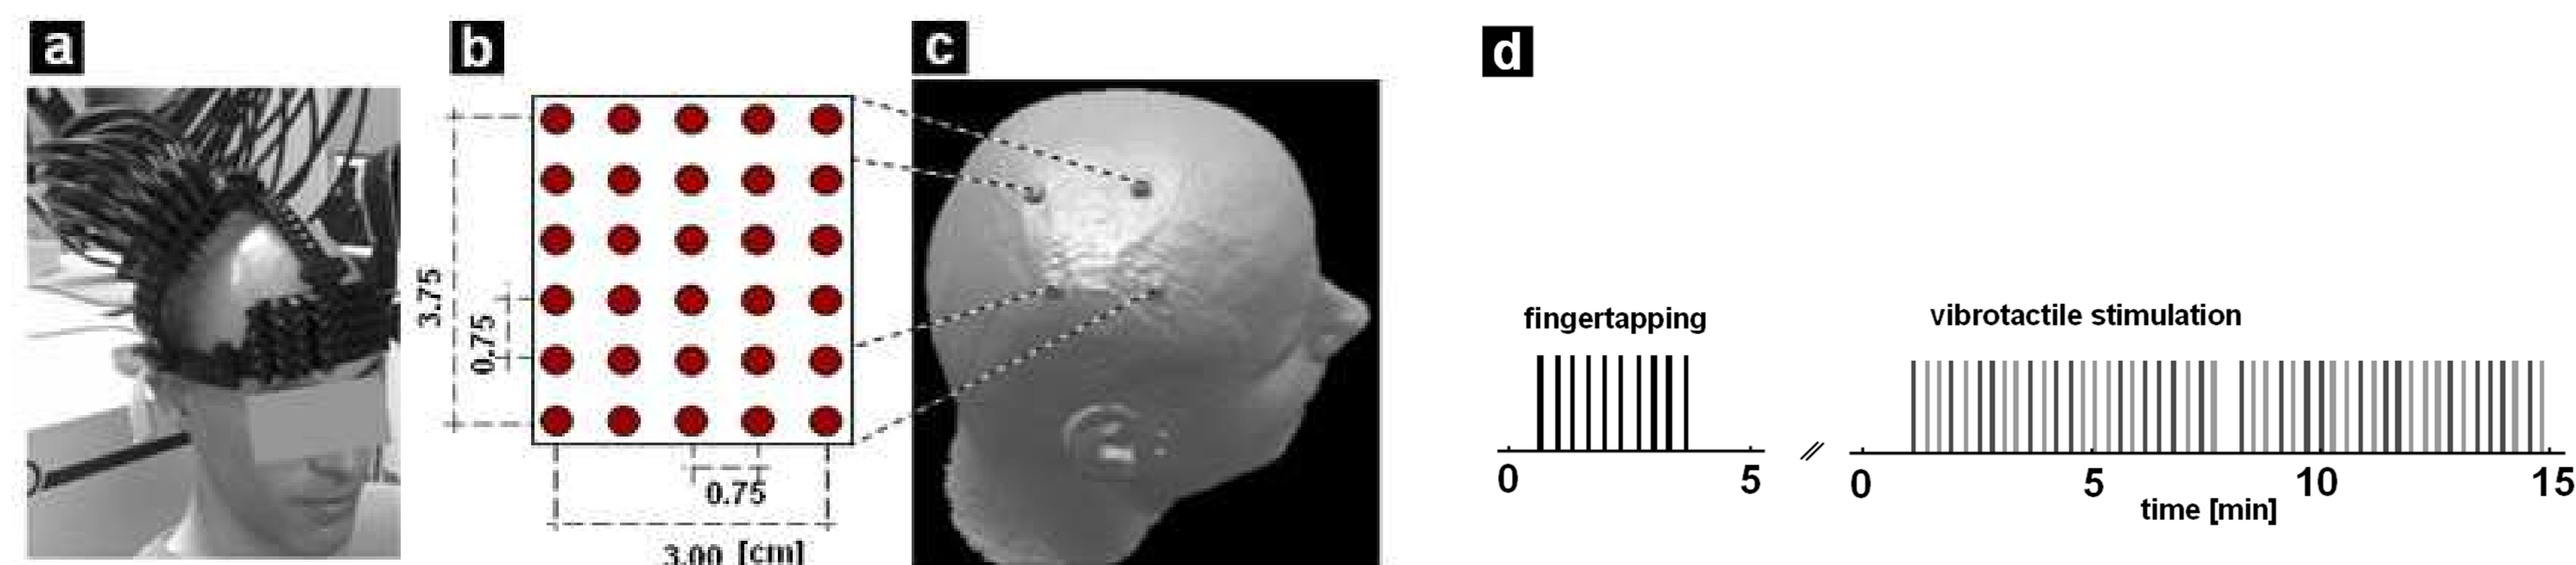 a
b
c
d
3.75
0.75
0.75
3.00 [cm]
fingertapping
0
5
vibrotactile stimulation
0
5
10
15
time [min]